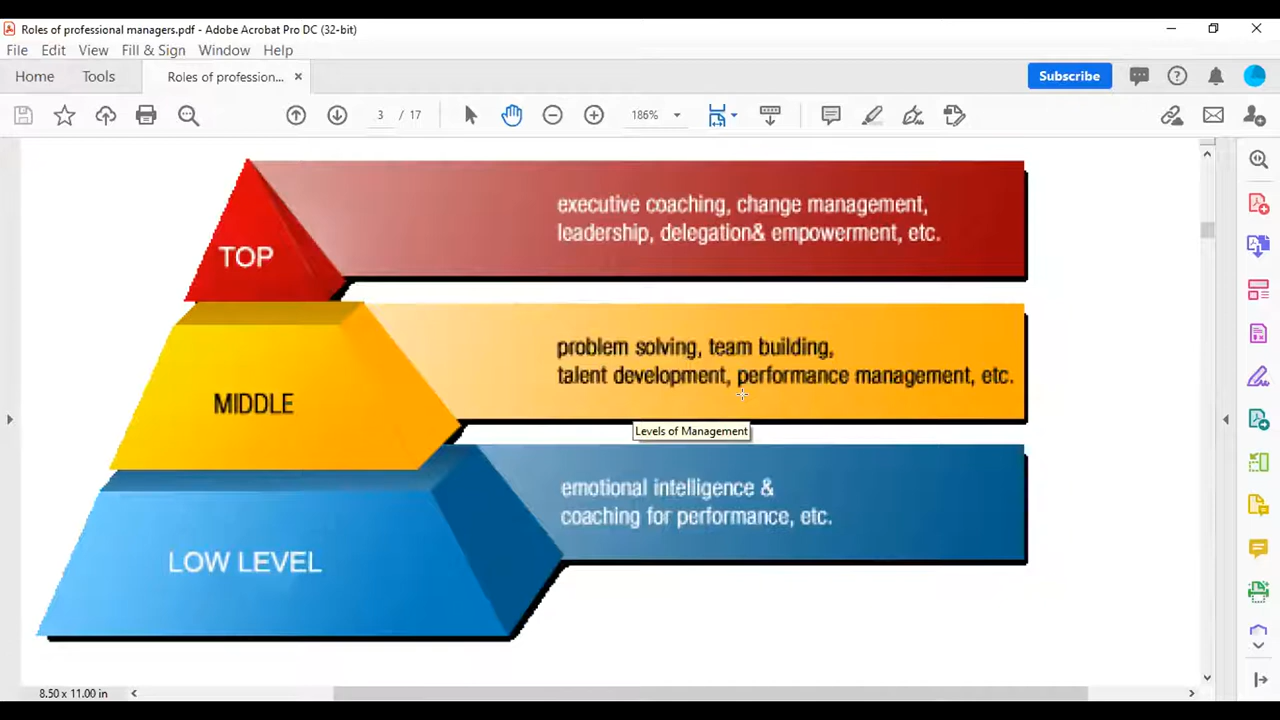 Roles of professional managers.pdf - Adobe Acrobat Pro DC (32-bit)
File Edit View Fill & Sign Window Help
Home Tools Roles of profession... Subscribe
3 / 17 186%
executive coaching, change management,
leadership, delegation& empowerment, etc.
TOP
problem solving, team building,
talent development, performance management, etc.
MIDDLE
Levels of Management
emotional intelligence &
coaching for performance, etc.
LOW LEVEL
8.50 x 11.00 in